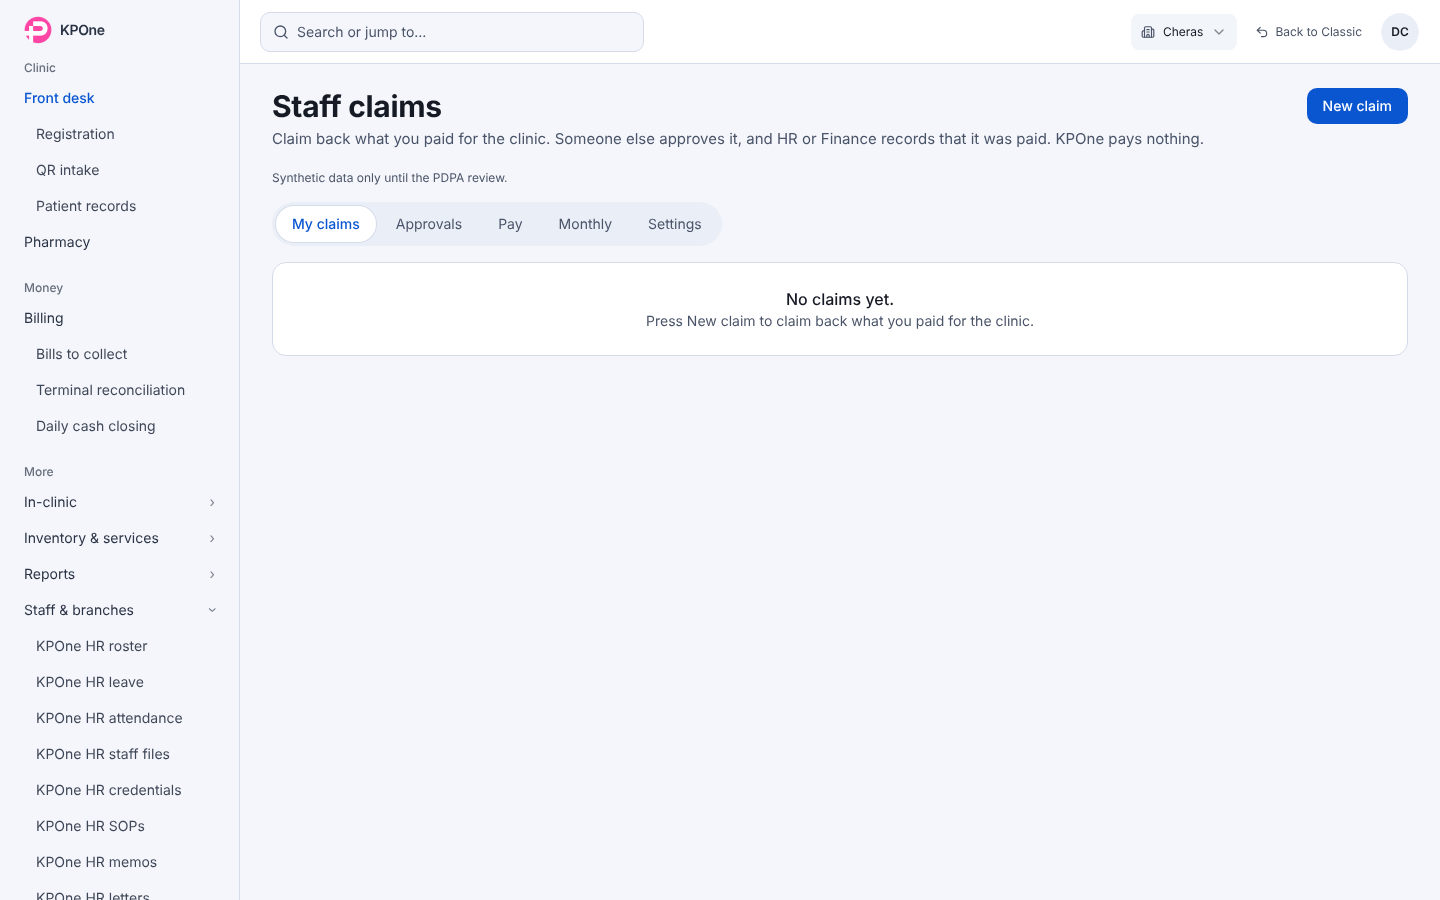 KPOne
Clinic
Front desk
Registration
QR intake
Patient records
Pharmacy
Money
Billing
Bills to collect
Terminal reconciliation
Daily cash closing
More
In-clinic
Inventory & services
Reports
Staff & branches
KPOne HR roster
KPOne HR leave
KPOne HR attendance
KPOne HR staff files
KPOne HR credentials
KPOne HR SOPs
KPOne HR memos
KPOne HR letters
Search or jump to...
Cheras
Back to Classic
DC
Staff claims
New claim
Claim back what you paid for the clinic. Someone else approves it, and HR or Finance records that it was paid. KPOne pays nothing.
Synthetic data only until the PDPA review.
My claims
Approvals
Pay
Monthly
Settings
No claims yet.
Press New claim to claim back what you paid for the clinic.